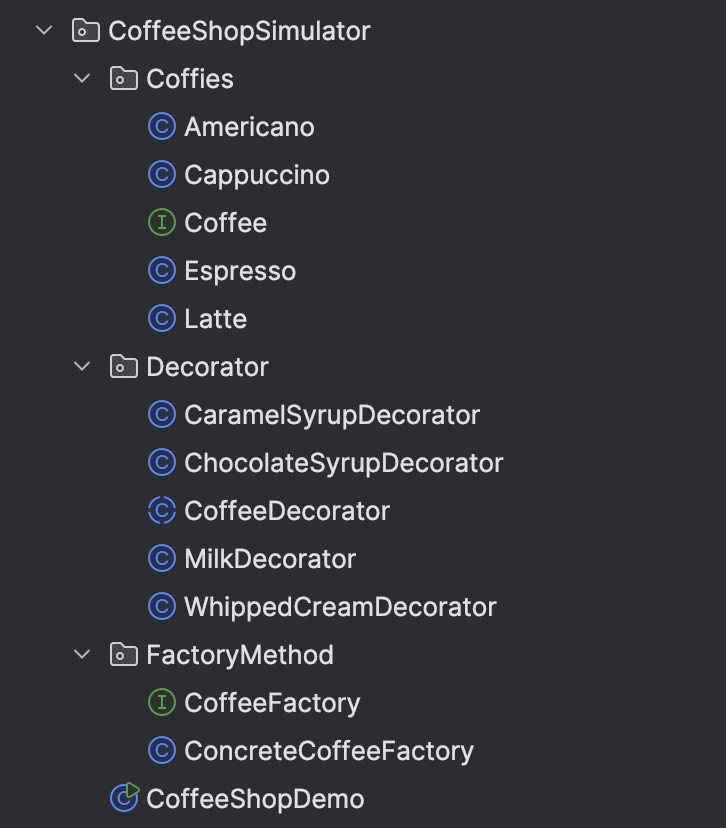 CoffeeShopSimulator
Coffies
C Americano
C Cappuccino
I Coffee
C Espresso
C Latte
Decorator
C CaramelSyrupDecorator
C ChocolateSyrupDecorator
C CoffeeDecorator
C MilkDecorator
C WhippedCreamDecorator
FactoryMethod
I CoffeeFactory
C ConcreteCoffeeFactory
C CoffeeShopDemo